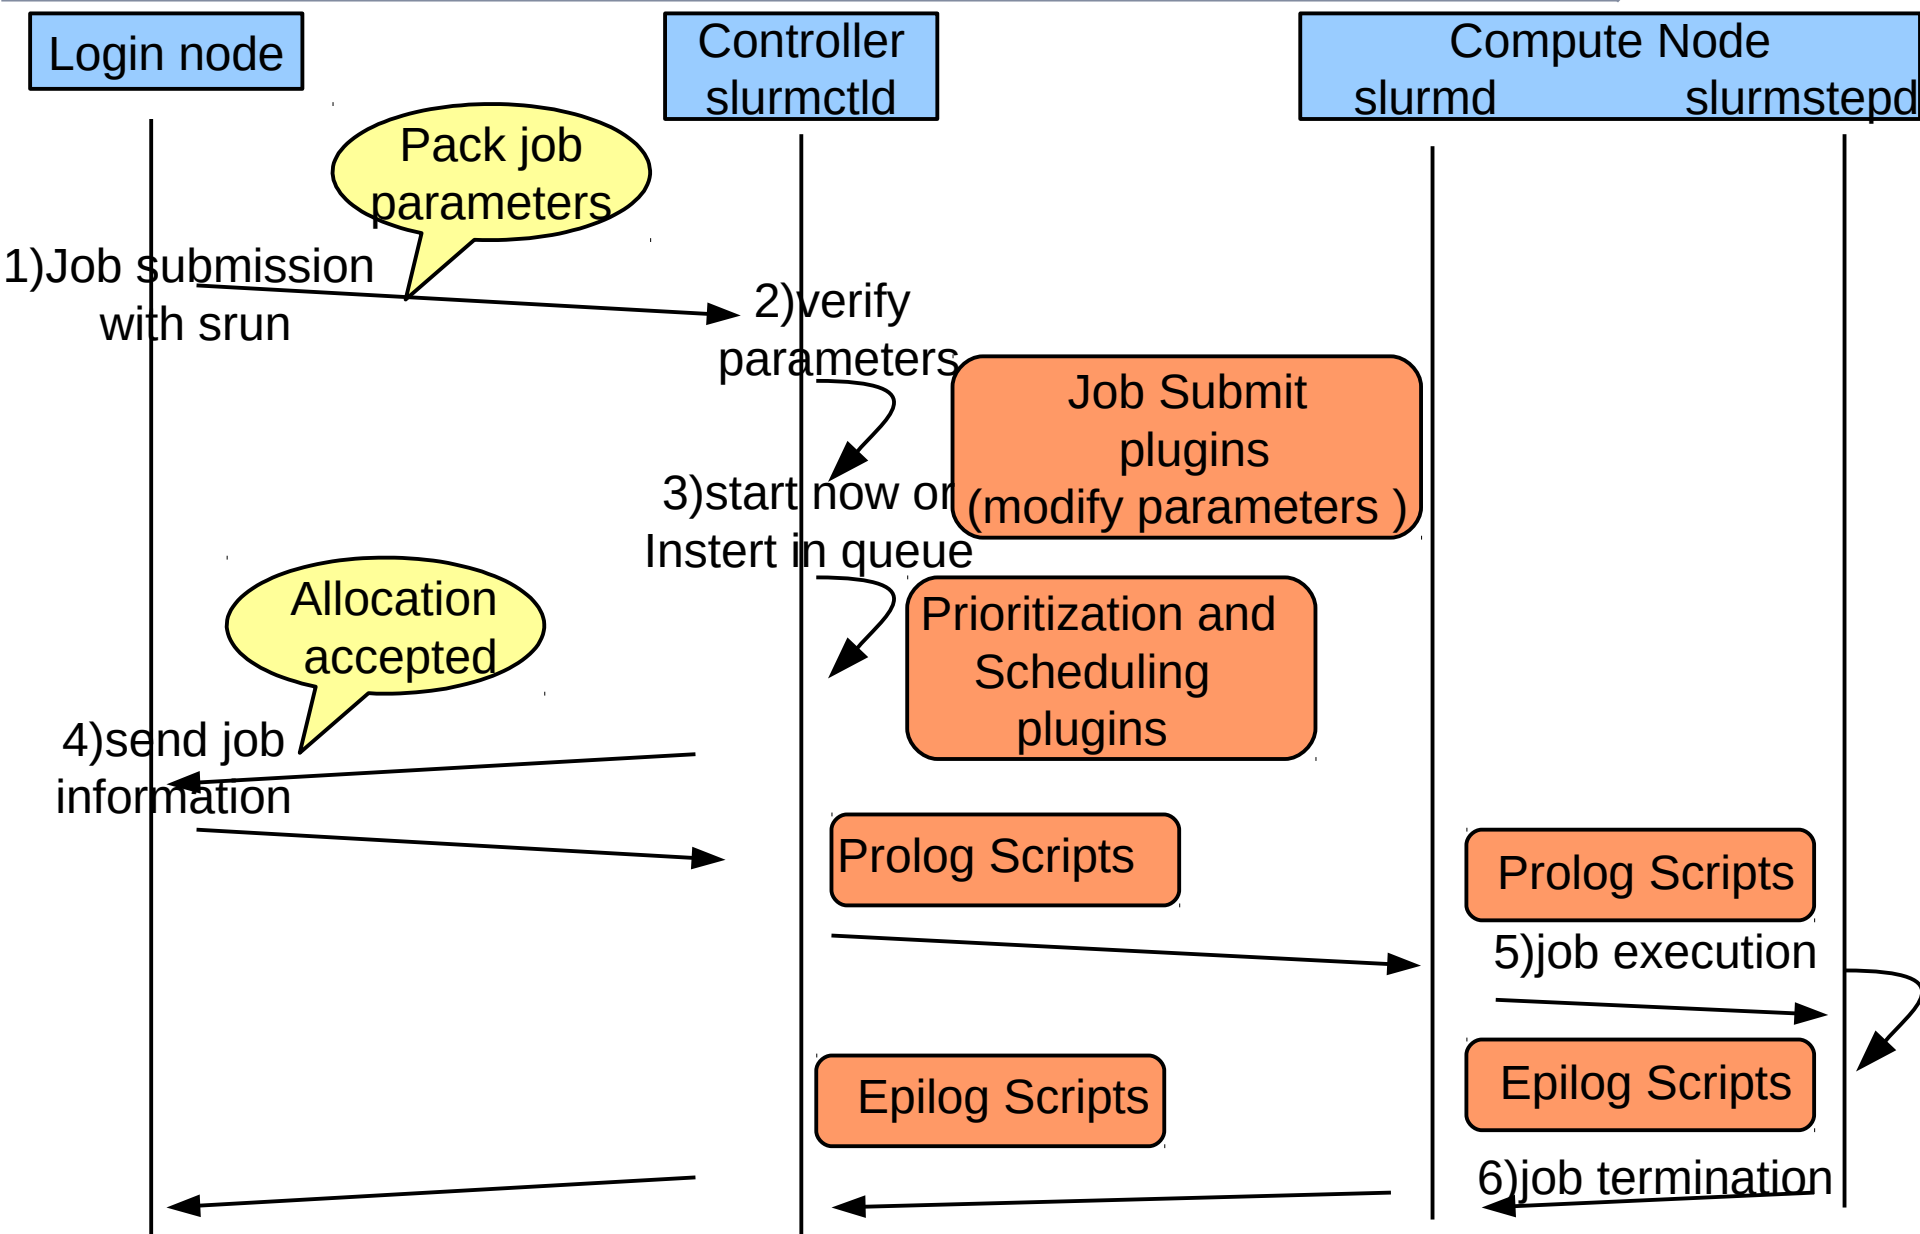 Login node
Controller
slurmctld
Compute Node
slurmd slurmstepd
Pack job
parameters
1)Job submission
with srun
2)verify
parameters
Job Submit
plugins
(modify parameters )
3)start now or
Instert in queue
Allocation
accepted
Prioritization and
Scheduling
plugins
4)send job
information
Prolog Scripts
Prolog Scripts
5)job execution
Epilog Scripts
Epilog Scripts
6)job termination